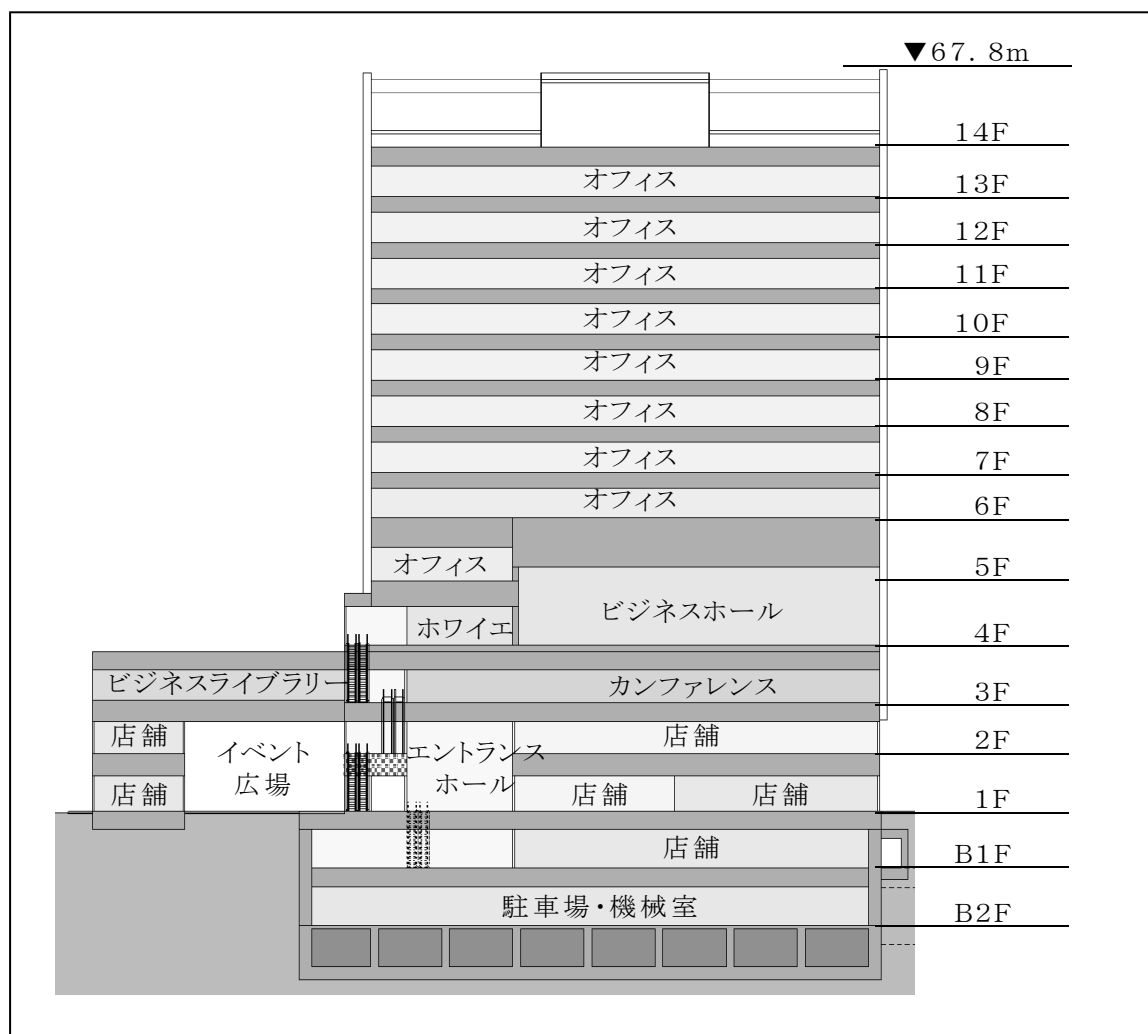 ▼67.8m
14F
オフィス
13F
オフィス
12F
オフィス
11F
オフィス
10F
オフィス
9F
オフィス
8F
オフィス
7F
オフィス
6F
オフィス
5F
ビジネスホール
ホワイエ
4F
ビジネスライブラリー
カンファレンス
3F
店舗
イベント
広場
エントランス
ホール
店舗
2F
店舗
店舗
店舗
1F
店舗
B1F
駐車場・機械室
B2F